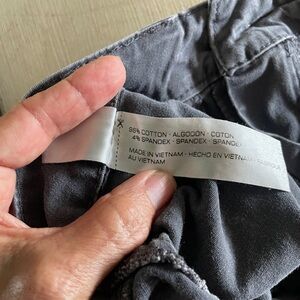 96% COTTON - ALGODON - COTON
4% SPANDEX - SPANDEX - SPANDEX
MADE IN VIETNAM - HECHO EN VIETNAM -
AU VIETNAM